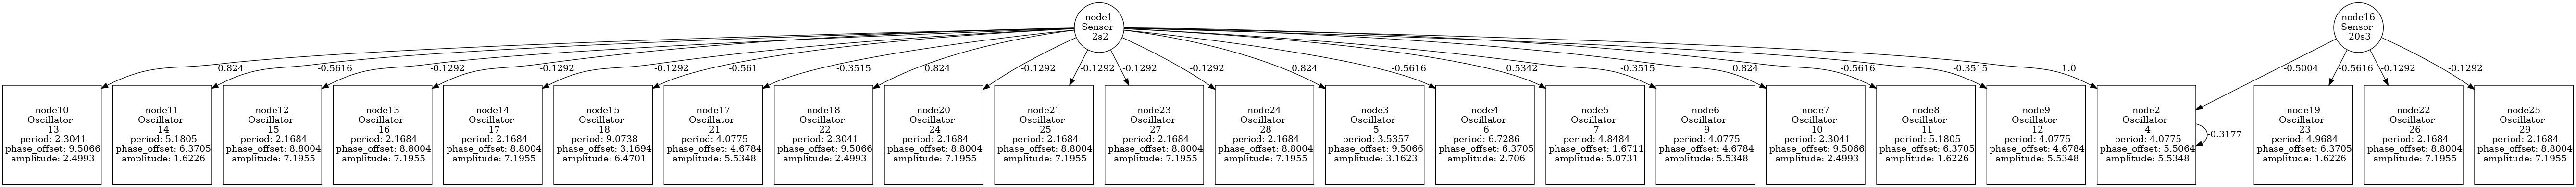 node1
Sensor
2s2
node16
Sensor
20s3
0.824
-0.5616
-0.1292
-0.1292
-0.1292
-0.561
-0.3515
0.824
-0.1292
-0.1292
-0.1292
-0.1292
0.824
-0.5616
0.5342
-0.3515
0.824
-0.5616
-0.3515
1.0
-0.5004
-0.5616
-0.1292
-0.1292
node10
Oscillator
13
period: 2.3041
phase_offset: 9.5066
amplitude: 2.4993
node11
Oscillator
14
period: 5.1805
phase_offset: 6.3705
amplitude: 1.6226
node12
Oscillator
15
period: 2.1684
phase_offset: 8.8004
amplitude: 7.1955
node13
Oscillator
16
period: 2.1684
phase_offset: 8.8004
amplitude: 7.1955
node14
Oscillator
17
period: 2.1684
phase_offset: 8.8004
amplitude: 7.1955
node15
Oscillator
18
period: 9.0738
phase_offset: 3.1694
amplitude: 6.4701
node17
Oscillator
21
period: 4.0775
phase_offset: 4.6784
amplitude: 5.5348
node18
Oscillator
22
period: 2.3041
phase_offset: 9.5066
amplitude: 2.4993
node20
Oscillator
24
period: 2.1684
phase_offset: 8.8004
amplitude: 7.1955
node21
Oscillator
25
period: 2.1684
phase_offset: 8.8004
amplitude: 7.1955
node23
Oscillator
27
period: 2.1684
phase_offset: 8.8004
amplitude: 7.1955
node24
Oscillator
28
period: 2.1684
phase_offset: 8.8004
amplitude: 7.1955
node3
Oscillator
5
period: 3.5357
phase_offset: 9.5066
amplitude: 3.1623
node4
Oscillator
6
period: 6.7286
phase_offset: 6.3705
amplitude: 2.706
node5
Oscillator
7
period: 4.8484
phase_offset: 1.6711
amplitude: 5.0731
node6
Oscillator
9
period: 4.0775
phase_offset: 4.6784
amplitude: 5.5348
node7
Oscillator
10
period: 2.3041
phase_offset: 9.5066
amplitude: 2.4993
node8
Oscillator
11
period: 5.1805
phase_offset: 6.3705
amplitude: 1.6226
node9
Oscillator
12
period: 4.0775
phase_offset: 4.6784
amplitude: 5.5348
node2
Oscillator
4
period: 4.0775
phase_offset: 5.5064
amplitude: 5.5348
-0.3177
node19
Oscillator
23
period: 4.9684
phase_offset: 6.3705
amplitude: 1.6226
node22
Oscillator
26
period: 2.1684
phase_offset: 8.8004
amplitude: 7.1955
node25
Oscillator
29
period: 2.1684
phase_offset: 8.8004
amplitude: 7.1955